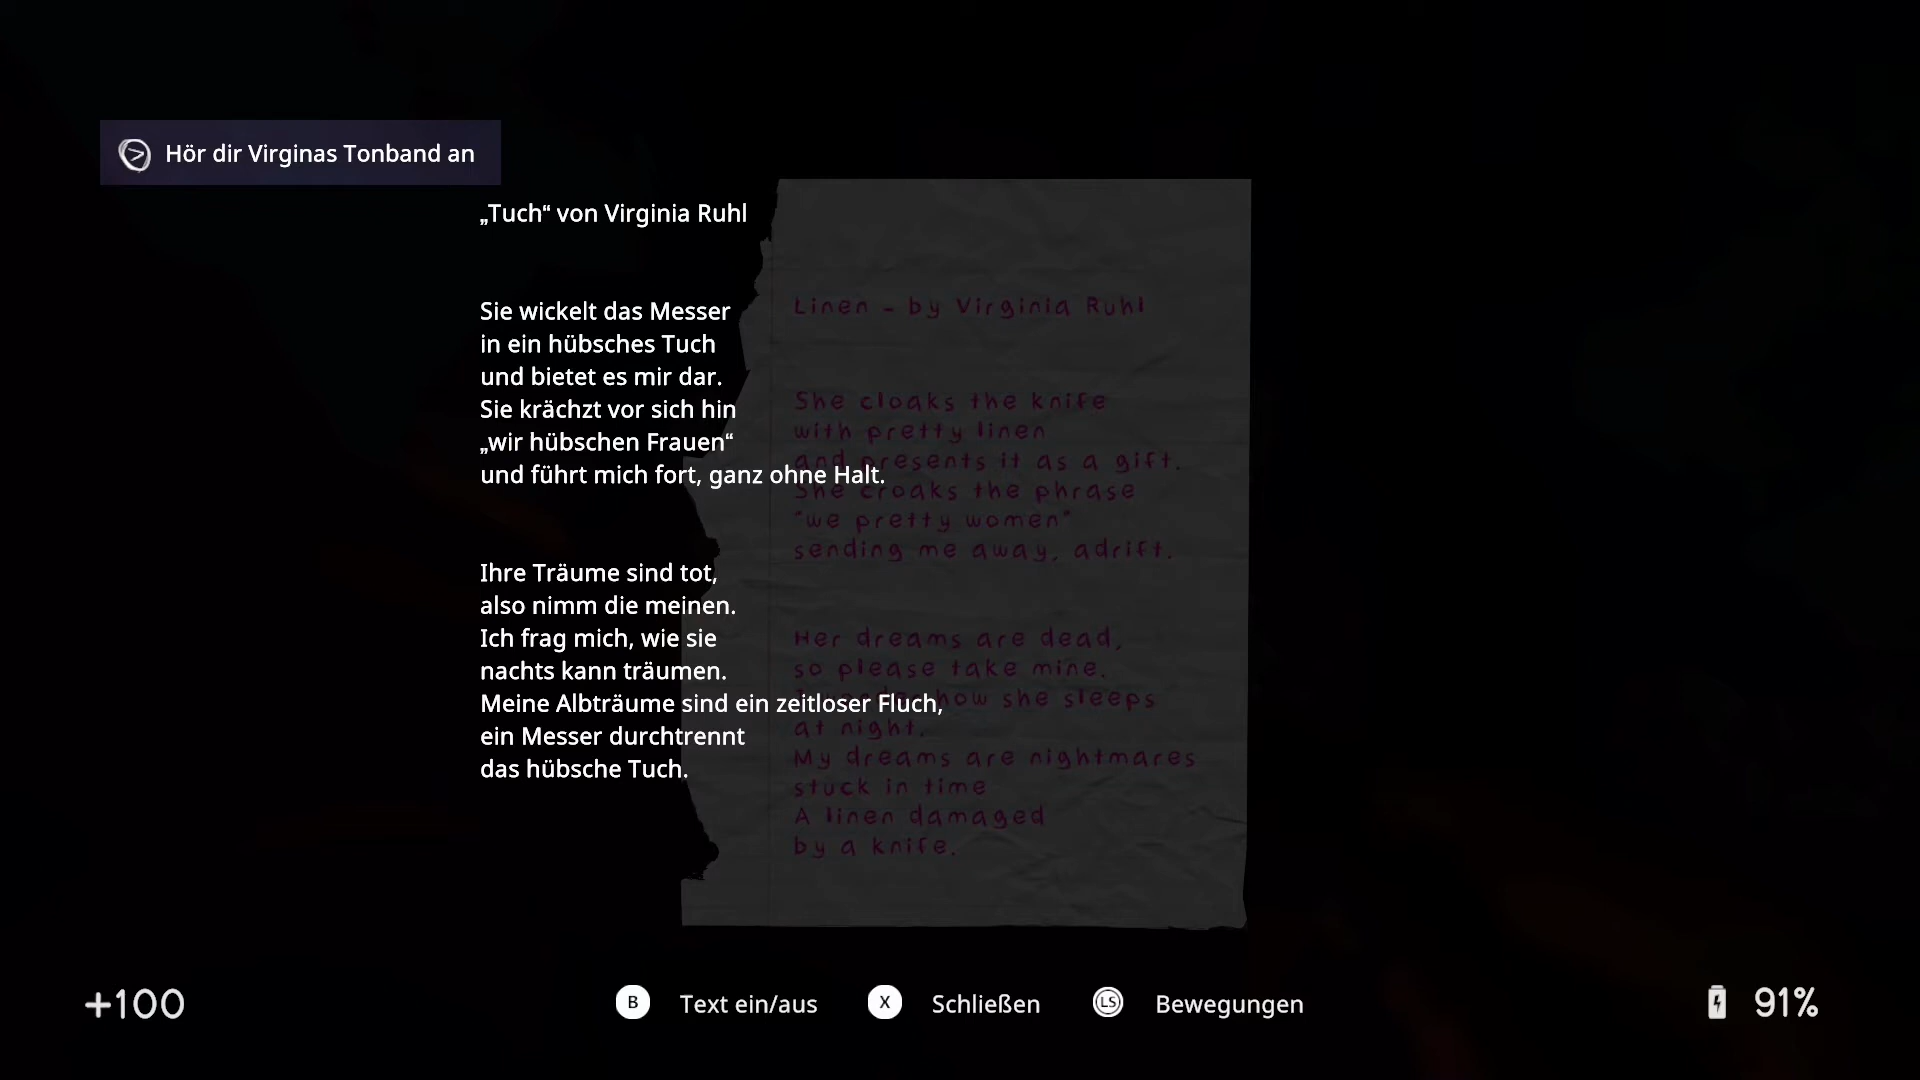 Hör dir Virginas Tonband an
„Tuch“ von Virginia Ruhl
Sie wickelt das Messer
in ein hübsches Tuch
und bietet es mir dar.
Sie krächzt vor sich hin
„wir hübschen Frauen“
und führt mich fort, ganz ohne Halt.
Ihre Träume sind tot,
also nimm die meinen.
Ich frag mich, wie sie
nachts kann träumen.
Meine Albträume sind ein zeitloser Fluch,
ein Messer durchtrennt
das hübsche Tuch.
Linen - by Virginia Ruhl
She cloaks the knife
with pretty linen
and presents it as a gift.
She croaks the phrase
"we pretty women"
sending me away, adrift.
Her dreams are dead,
so please take mine.
I wonder how she sleeps
at night.
My dreams are nightmares
stuck in time
A linen damaged
by a knife.
+100
B Text ein/aus X Schließen LS Bewegungen
91%